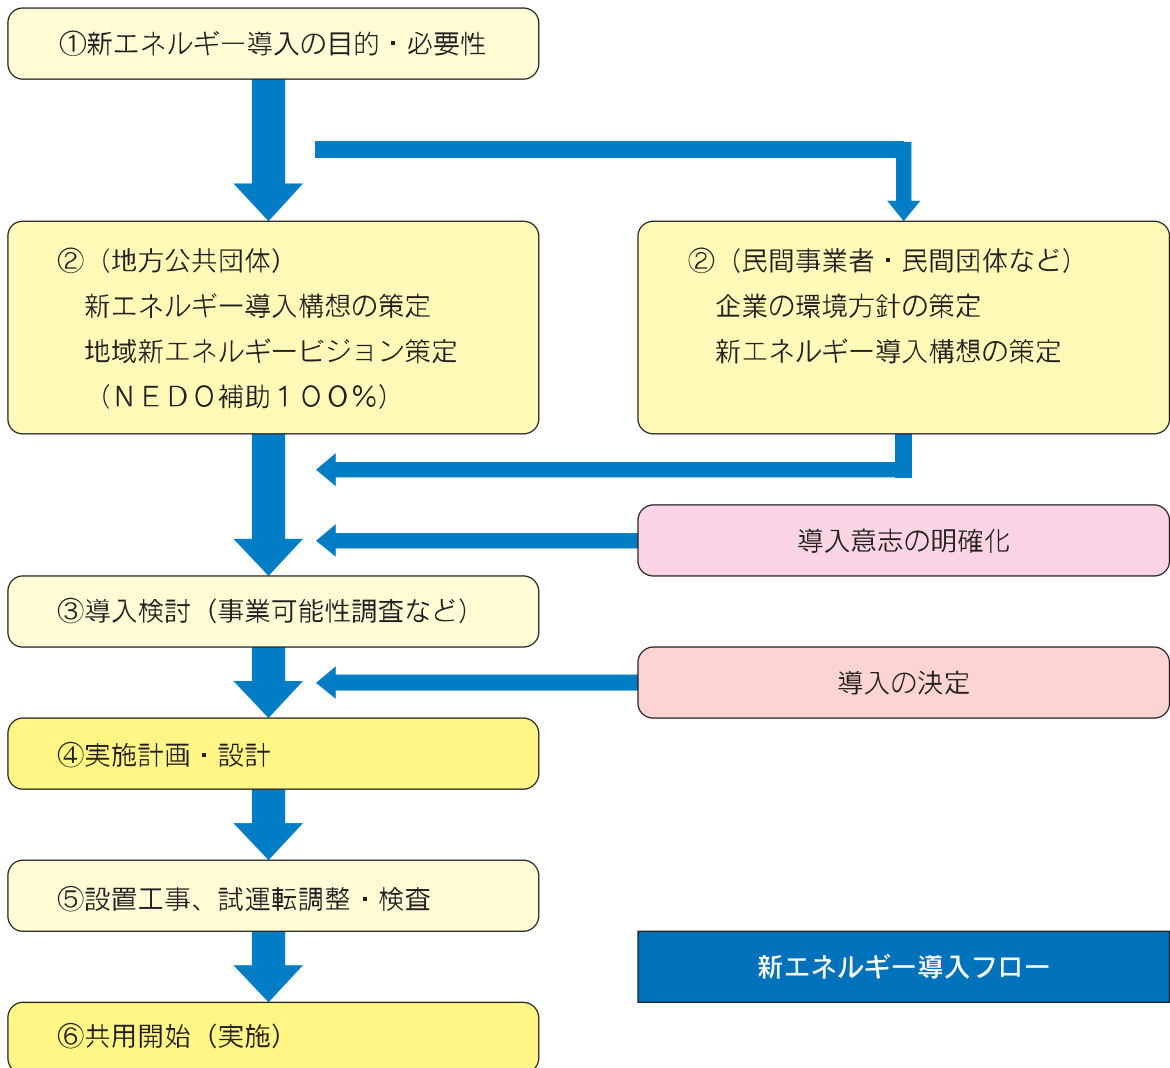 ①新エネルギー導入の目的・必要性
②（地方公共団体）
新エネルギー導入構想の策定
地域新エネルギービジョン策定
（ＮＥＤＯ補助１００％）
②（民間事業者・民間団体など）
企業の環境方針の策定
新エネルギー導入構想の策定
導入意志の明確化
③導入検討（事業可能性調査など）
導入の決定
④実施計画・設計
⑤設置工事、試運転調整・検査
新エネルギー導入フロー
⑥共用開始（実施）